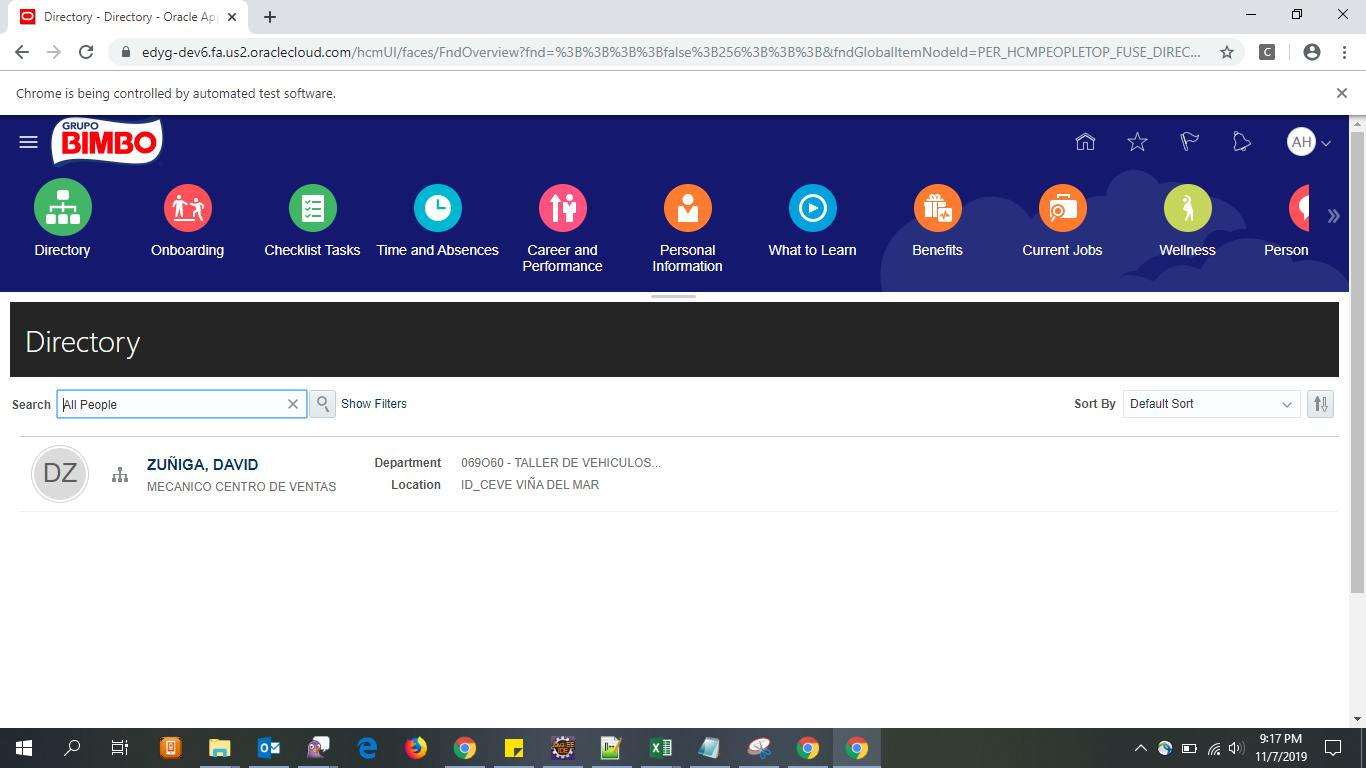 Directory - Directory - Oracle Ap
edyg-dev6.fa.us2.oraclecloud.com/hcmUI/faces/FndOverview?fnd=%3B%3B%3B%3Bfalse%3B256%3B%3B%3B&fndGlobalItemNodeId=PER_HCMPEOPLETOP_FUSE_DIREC...
C
Chrome is being controlled by automated test software.
GRUPO
BIMBO
AH
Directory
Onboarding
Checklist Tasks
Time and Absences
Career and
Performance
Personal
Information
What to Learn
Benefits
Current Jobs
Wellness
Person
Directory
Search All People Show Filters
Sort By Default Sort
DZ
ZUÑIGA, DAVID
MECANICO CENTRO DE VENTAS
Department 069O60 - TALLER DE VEHICULOS...
Location ID_CEVE VIÑA DEL MAR
9:17 PM
11/7/2019